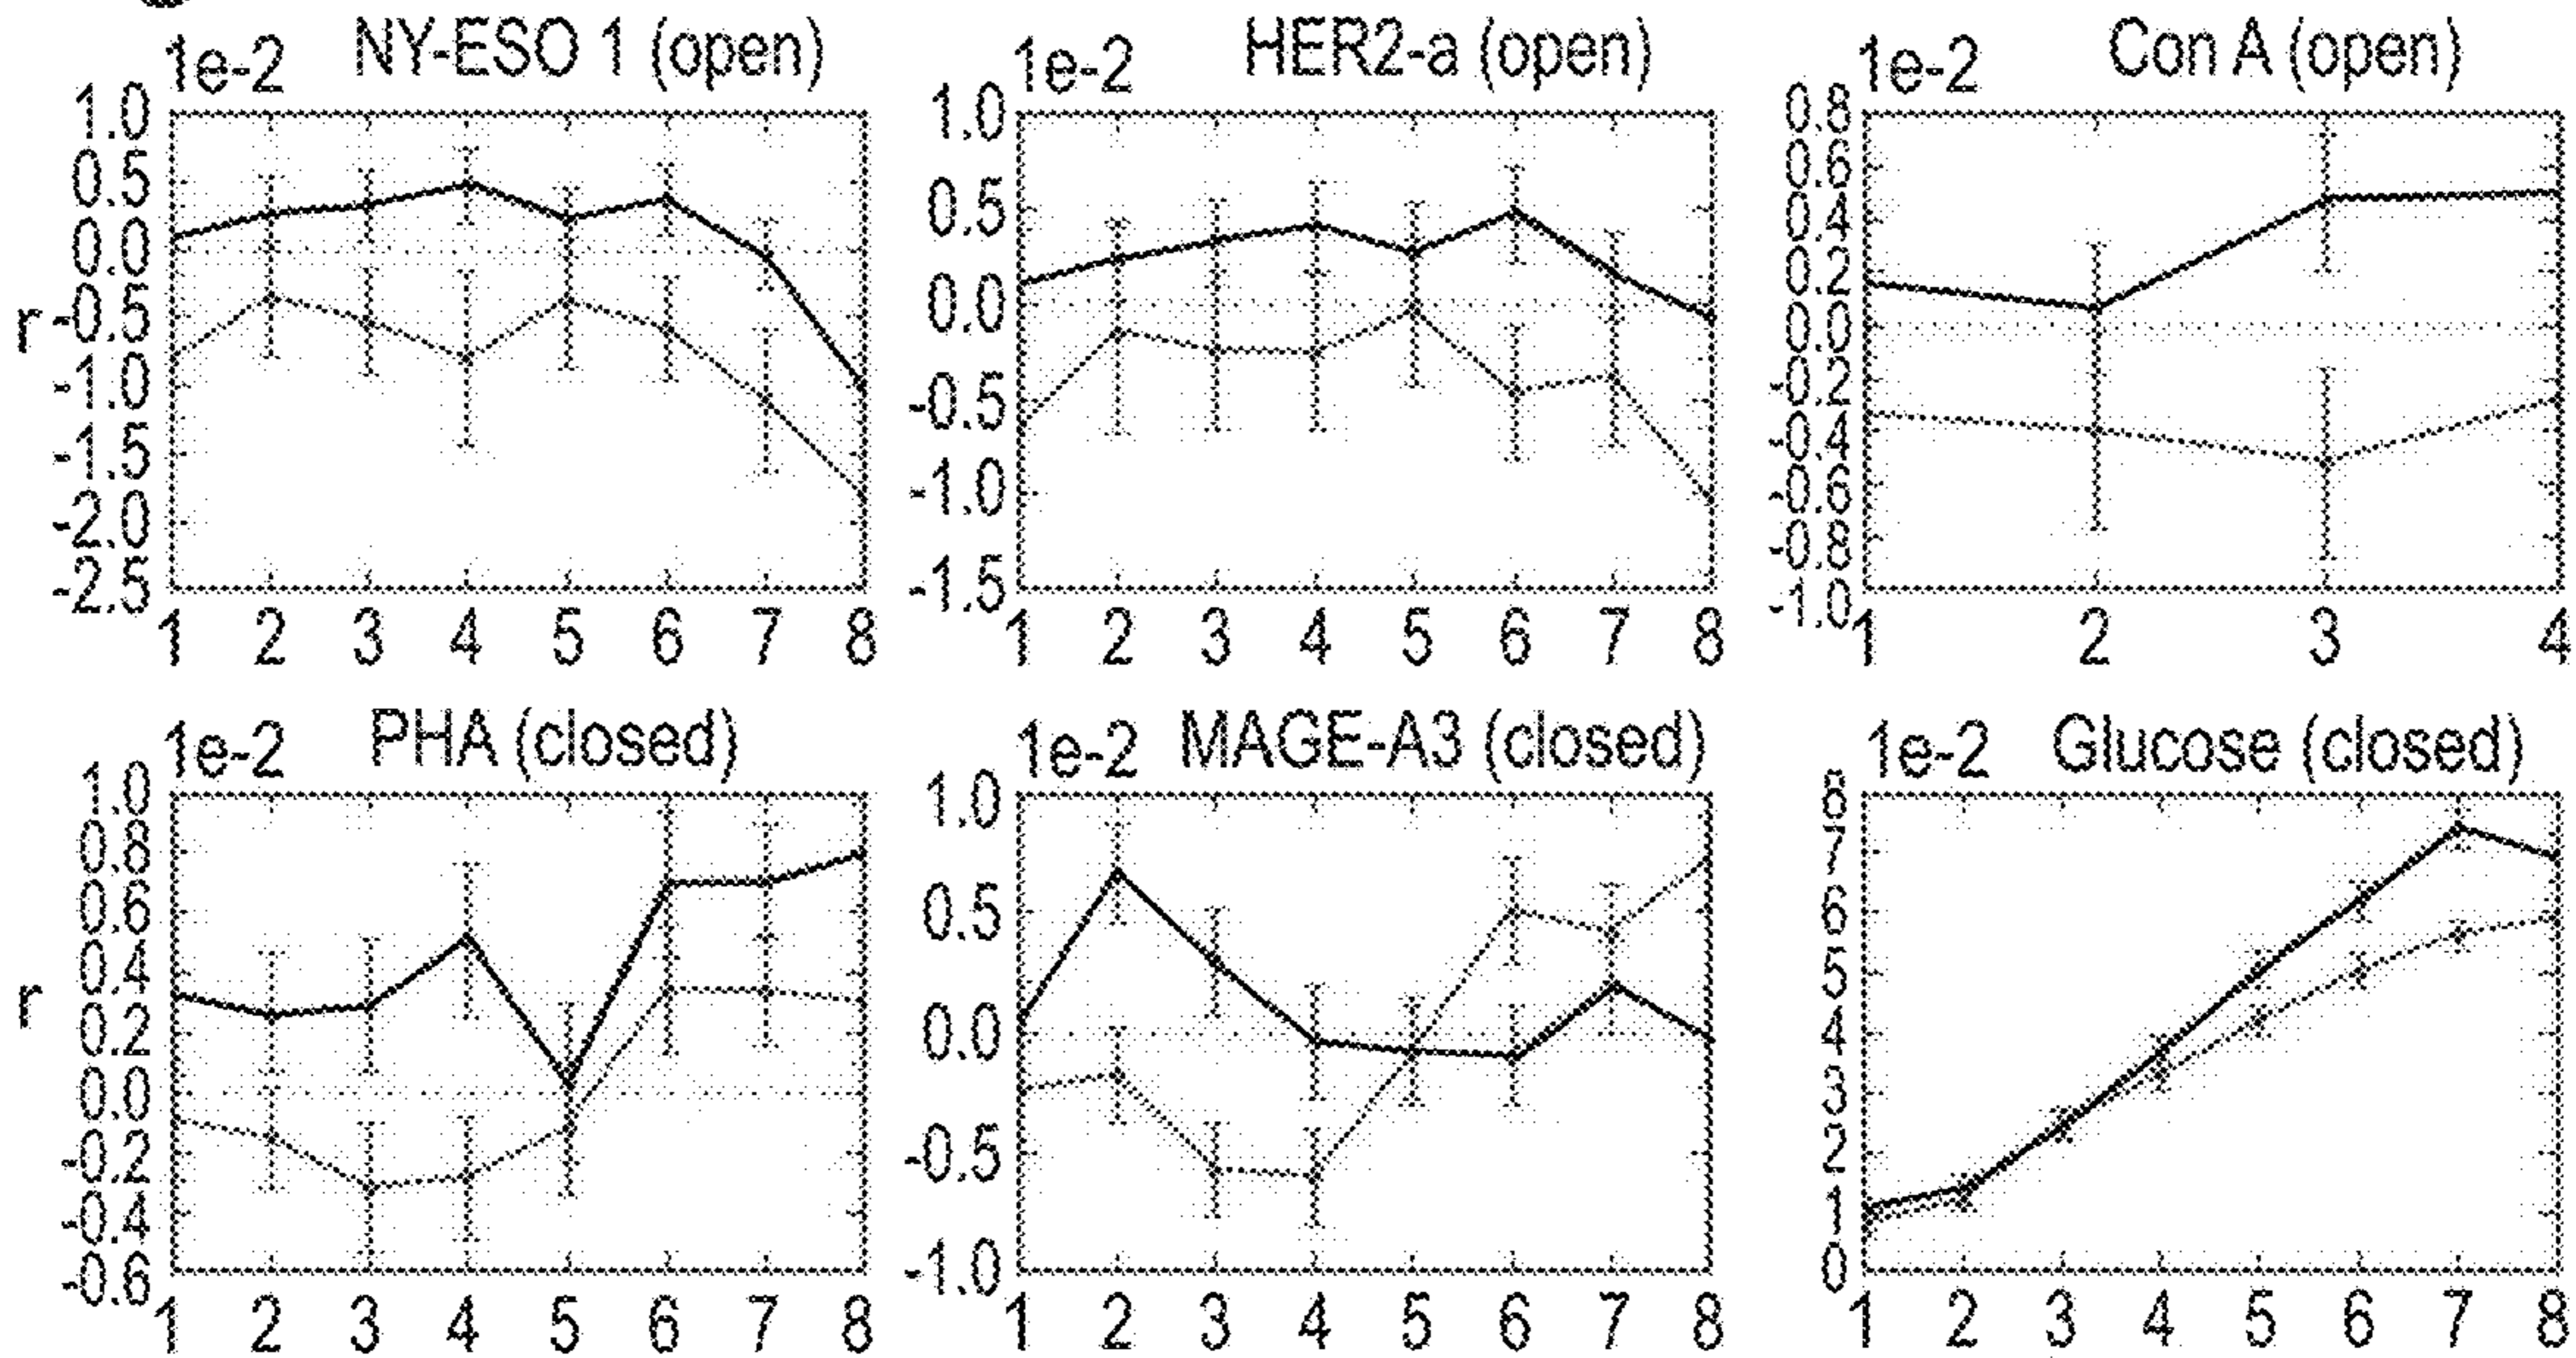 NY-ESO 1 (open)
1e-2
1.0
0.5
0.0
-0.5
-1.0
-1.5
-2.0
-2.5
r
1 2 3 4 5 6 7 8
HER2-a (open)
1e-2
1.0
0.5
0.0
-0.5
-1.0
-1.5
1 2 3 4 5 6 7 8
Con A (open)
1e-2
0.8
0.6
0.4
0.2
0.0
-0.2
-0.4
-0.6
-0.8
-1.0
1 2 3 4
PHA (closed)
1e-2
1.0
0.8
0.6
0.4
0.2
0.0
-0.2
-0.4
-0.6
r
1 2 3 4 5 6 7 8
MAGE-A3 (closed)
1e-2
1.0
0.5
0.0
-0.5
-1.0
1 2 3 4 5 6 7 8
Glucose (closed)
1e-2
8
7
6
5
4
3
2
1
0
1 2 3 4 5 6 7 8